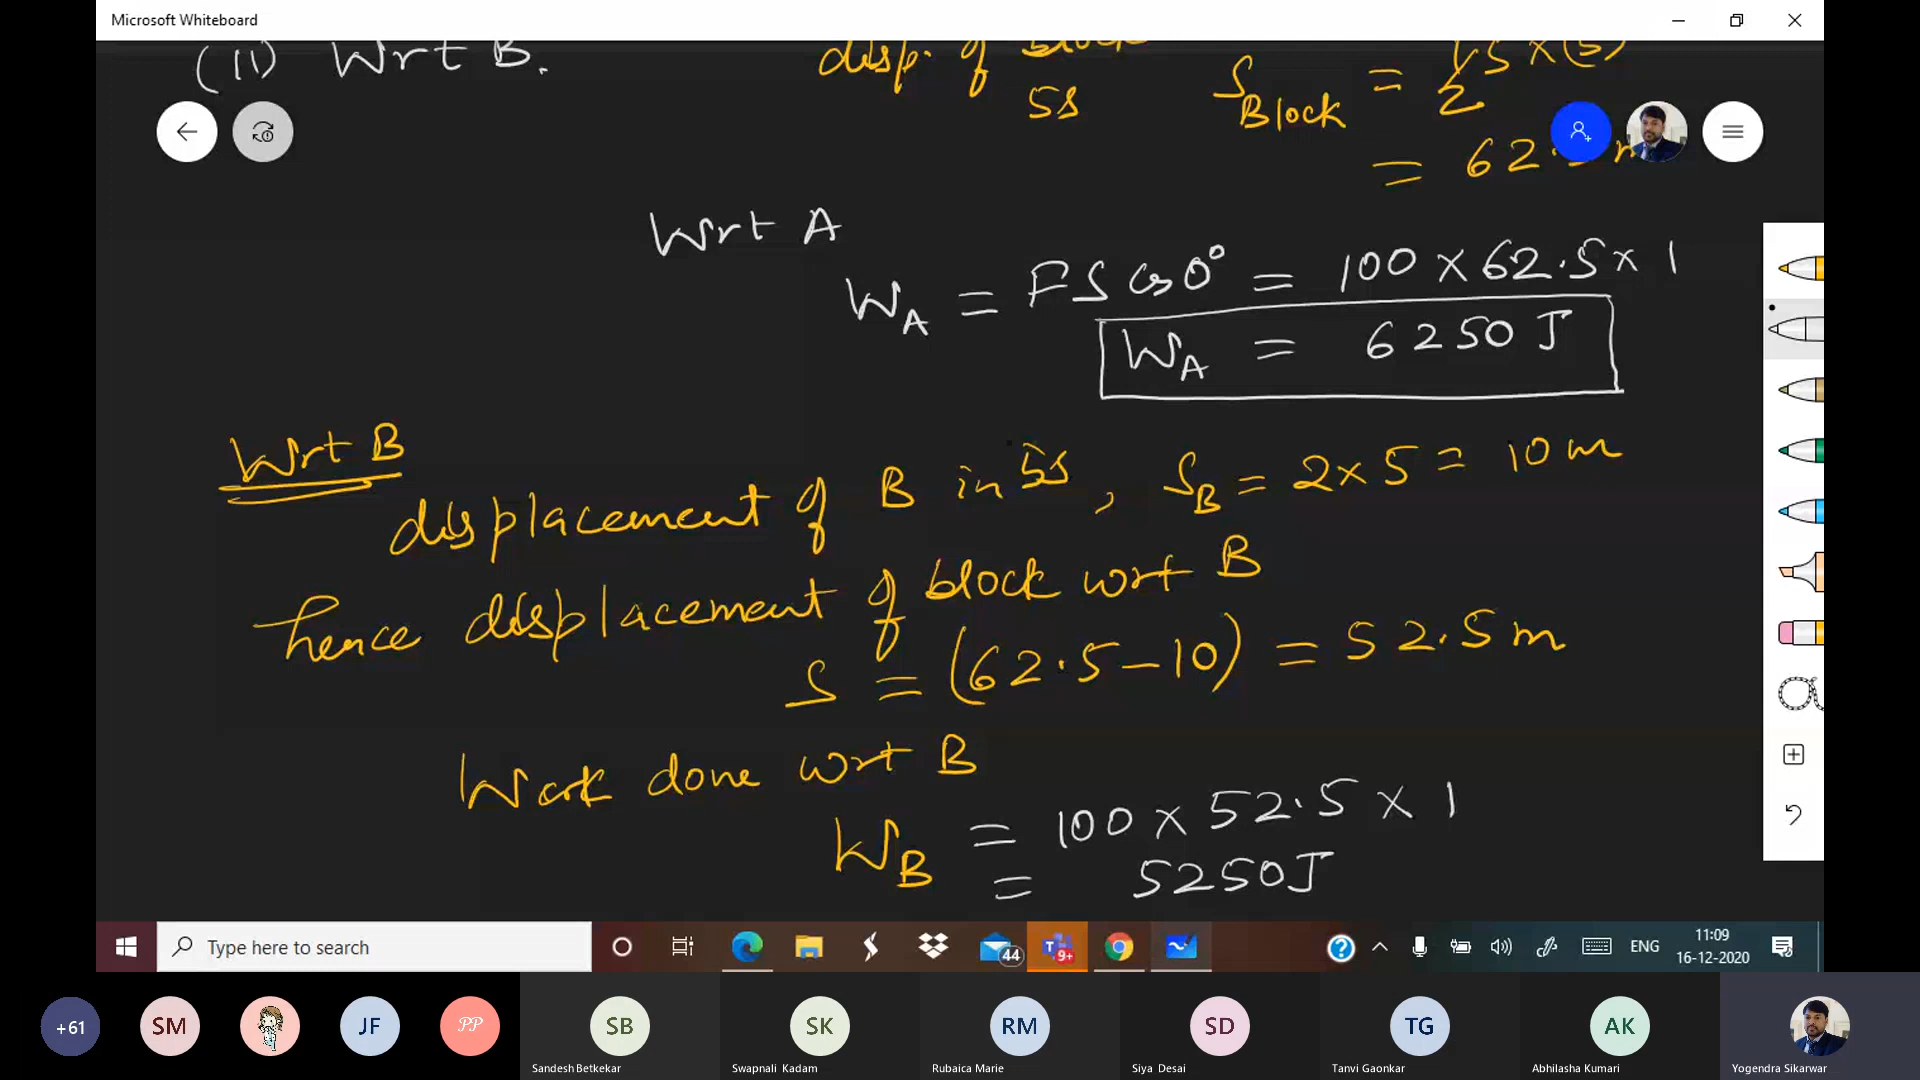 Microsoft Whiteboard
(II) Wrt B.
disp. of block
5s
S Block = 
= 62.
Wrt A
W_A = FS cos 0° = 100 × 62.5 × 1
W_A = 6250 J
Wrt B
displacement of B in 5s, S_B = 2 × 5 = 10 m
hence displacement of block wrt B
S = (62.5 – 10) = 52.5 m
Work done wrt B
W_B = 100 × 52.5 × 1
= 5250 J
Type here to search
44
9+
ENG
11:09
16-12-2020
+61
SM
JF
PP
SB
SK
RM
SD
TG
AK
Sandesh Betkekar
Swapnali Kadam
Rubaica Marie
Siya Desai
Tanvi Gaonkar
Abhilasha Kumari
Yogendra Sikarwar